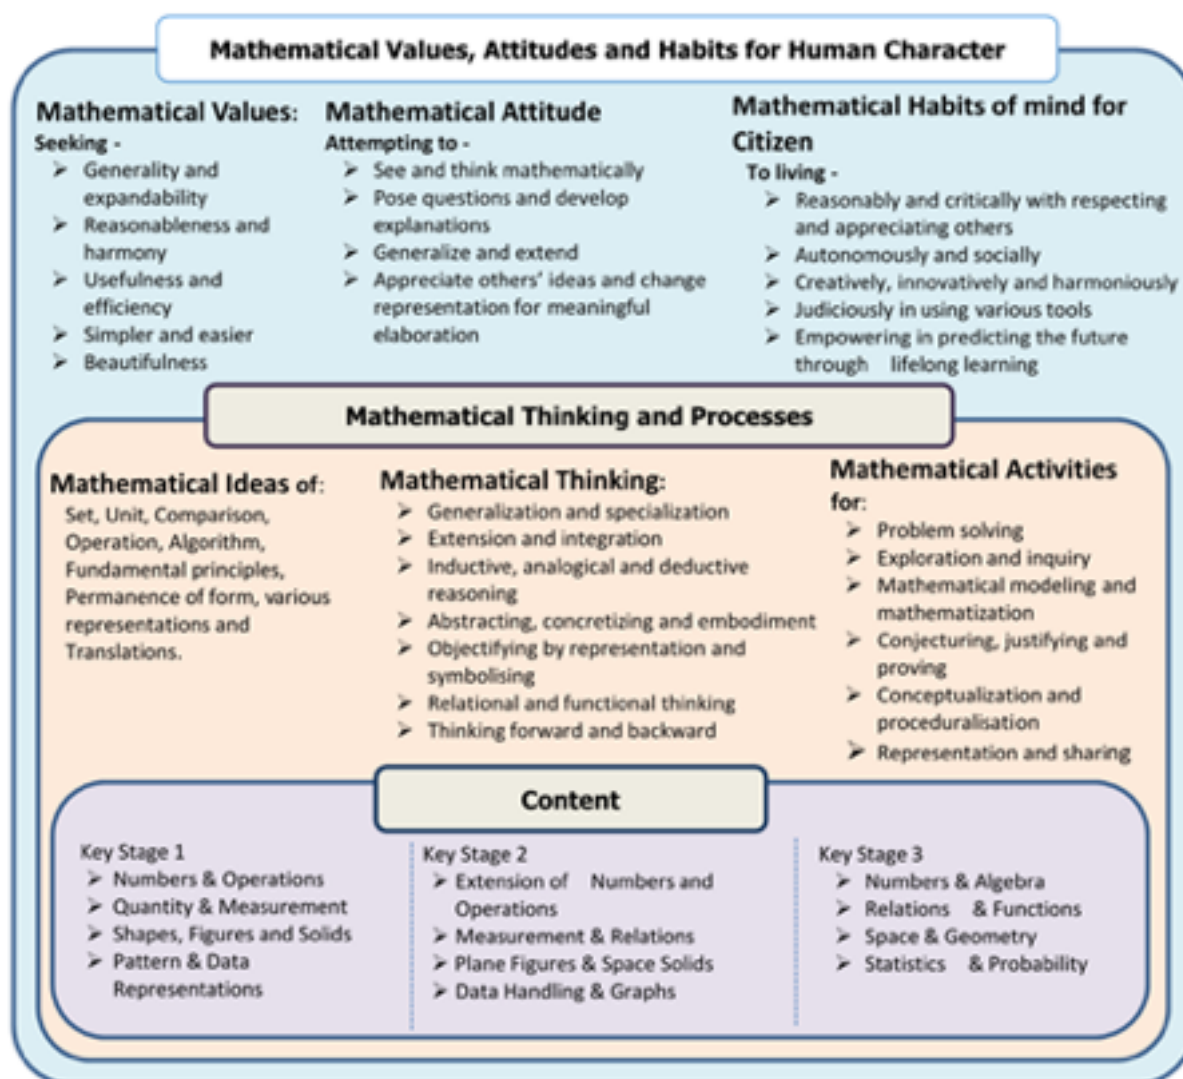 Mathematical Values, Attitudes and Habits for Human Character
Mathematical Values:
Seeking -
➢ Generality and
expandability
➢ Reasonableness and
harmony
➢ Usefulness and
efficiency
➢ Simpler and easier
➢ Beautifulness
Mathematical Attitude
Attempting to -
➢ See and think mathematically
➢ Pose questions and develop
explanations
➢ Generalize and extend
➢ Appreciate others' ideas and change
representation for meaningful
elaboration
Mathematical Habits of mind for
Citizen
To living -
➢ Reasonably and critically with respecting
and appreciating others
➢ Autonomously and socially
➢ Creatively, innovatively and harmoniously
➢ Judiciously in using various tools
➢ Empowering in predicting the future
through lifelong learning
Mathematical Thinking and Processes
Mathematical Ideas of:
Set, Unit, Comparison,
Operation, Algorithm,
Fundamental principles,
Permanence of form, various
representations and
Translations.
Mathematical Thinking:
➢ Generalization and specialization
➢ Extension and integration
➢ Inductive, analogical and deductive
reasoning
➢ Abstracting, concretizing and embodiment
➢ Objectifying by representation and
symbolising
➢ Relational and functional thinking
➢ Thinking forward and backward
Mathematical Activities
for:
➢ Problem solving
➢ Exploration and inquiry
➢ Mathematical modeling and
mathematization
➢ Conjecturing, justifying and
proving
➢ Conceptualization and
proceduralisation
➢ Representation and sharing
Content
Key Stage 1
➢ Numbers & Operations
➢ Quantity & Measurement
➢ Shapes, Figures and Solids
➢ Pattern & Data
Representations
Key Stage 2
➢ Extension of Numbers and
Operations
➢ Measurement & Relations
➢ Plane Figures & Space Solids
➢ Data Handling & Graphs
Key Stage 3
➢ Numbers & Algebra
➢ Relations & Functions
➢ Space & Geometry
➢ Statistics & Probability